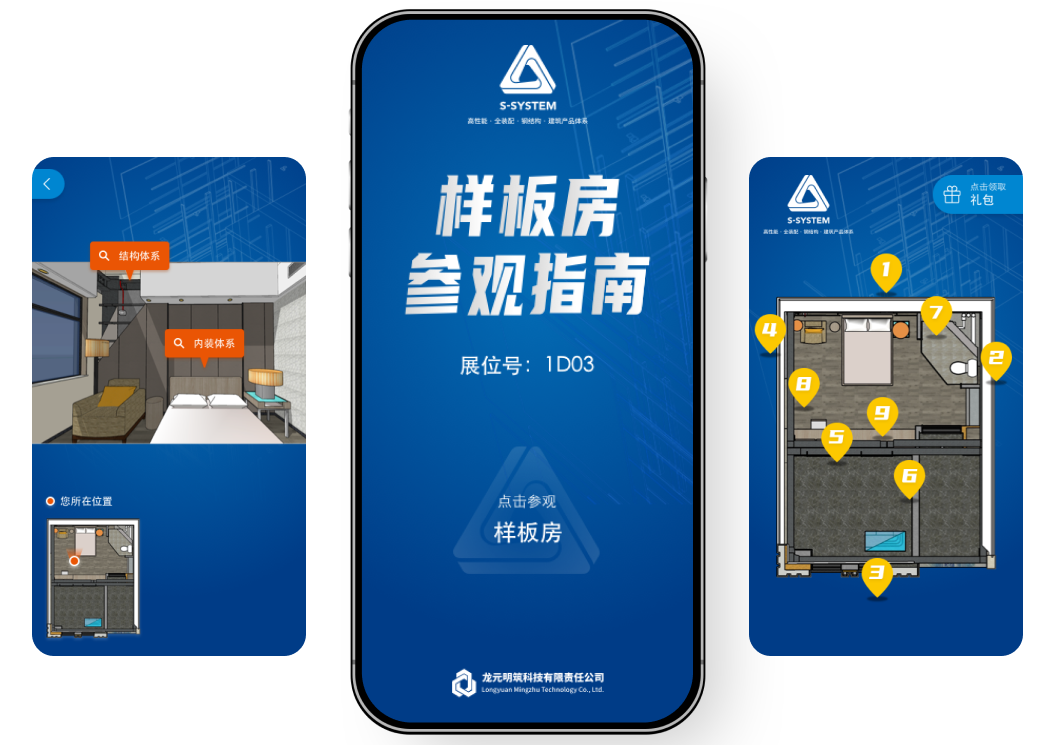 结构体系
内装体系
您所在位置
S-SYSTEM
高性能 · 全装配 · 钢结构 · 建筑产品体系
样板房
参观指南
展位号：1D03
点击参观
样板房
龙元明筑科技有限责任公司
Longyuan Mingzhu Technology Co., Ltd.
S-SYSTEM
高性能 · 全装配 · 钢结构 · 建筑产品体系
点击领取
礼包
1
7
4
2
8
9
5
6
3